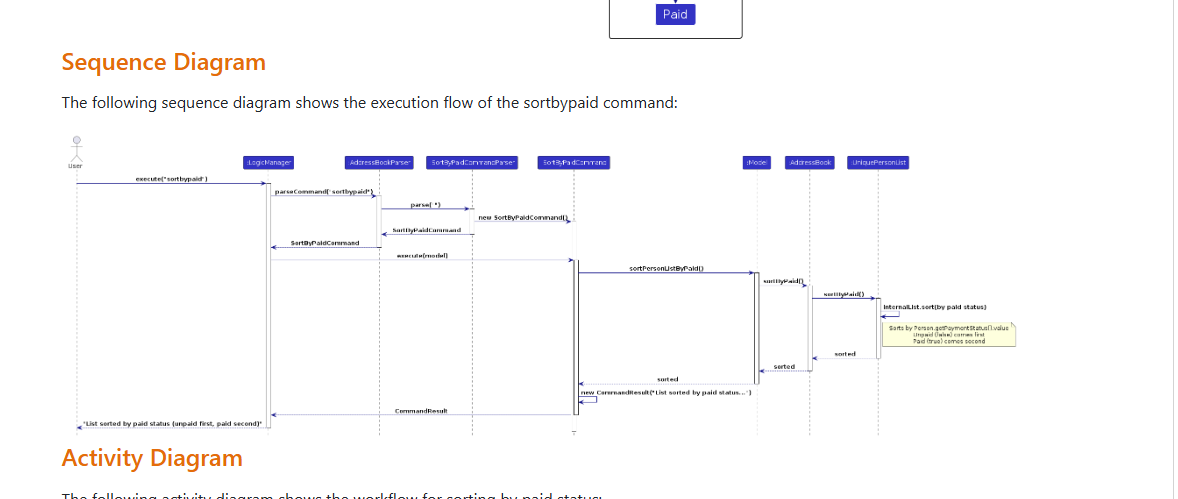 Paid
Sequence Diagram
The following sequence diagram shows the execution flow of the sortbypaid command:
User
:LogicManager
:AddressBookParser
:SortByPaidCommandParser
:SortByPaidCommand
:Model
:AddressBook
:UniquePersonList
execute("sortbypaid")
parseCommand("sortbypaid")
parse(" ")
new SortByPaidCommand()
SortByPaidCommand
SortByPaidCommand
execute(model)
sortPersonListByPaid()
sortByPaid()
sortByPaid()
internalList.sort(by paid status)
Sorts by Person.getPaymentStatus().value
Unpaid (false) comes first
Paid (true) comes second
sorted
sorted
sorted
new CommandResult("List sorted by paid status...")
CommandResult
"List sorted by paid status (unpaid first, paid second)"
Activity Diagram
The following activity diagram shows the workflow for sorting by paid status: